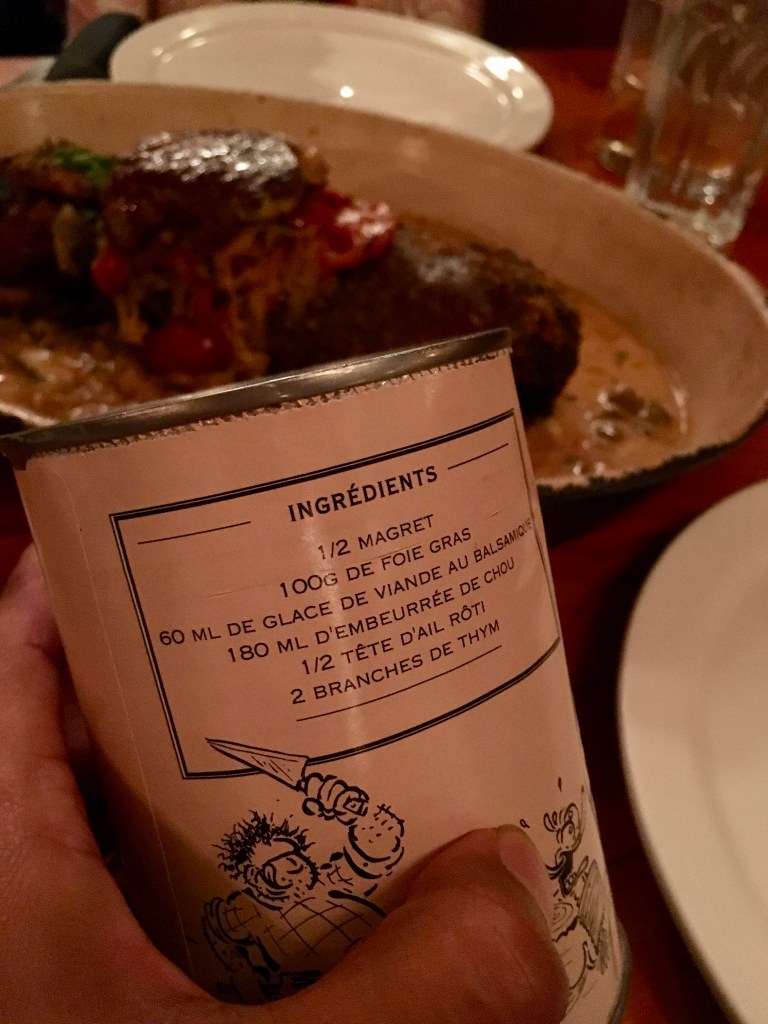 INGRÉDIENTS
1/2 MAGRET
100G DE FOIE GRAS
60 ML DE GLACE DE VIANDE AU BALSAMIQUE
180 ML D'EMBEURRÉE DE CHOU
1/2 TÊTE D'AIL RÔTI
2 BRANCHES DE THYM